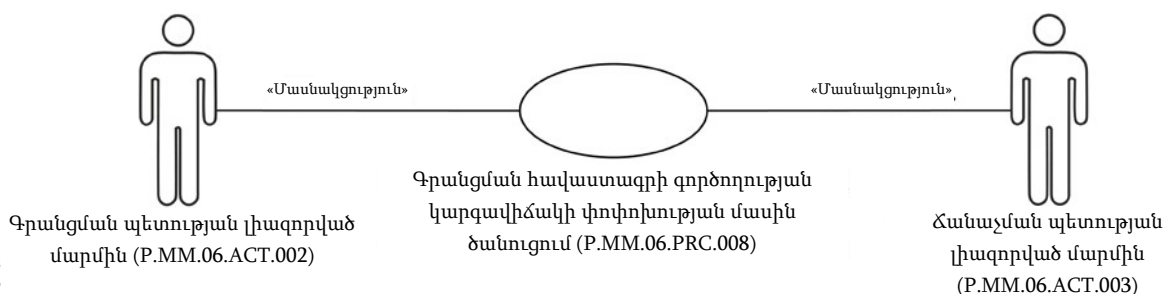 «Մասնակցություն»
«Մասնակցություն»
Գրանցման հավաստագրի գործողության
կարգավիճակի փոփոխության մասին
ծանուցում (P.MM.06.PRC.008)
Գրանցման պետության լիազորված
մարմին (P.MM.06.ACT.002)
Ճանաչման պետության
լիազորված մարմին
(P.MM.06.ACT.003)